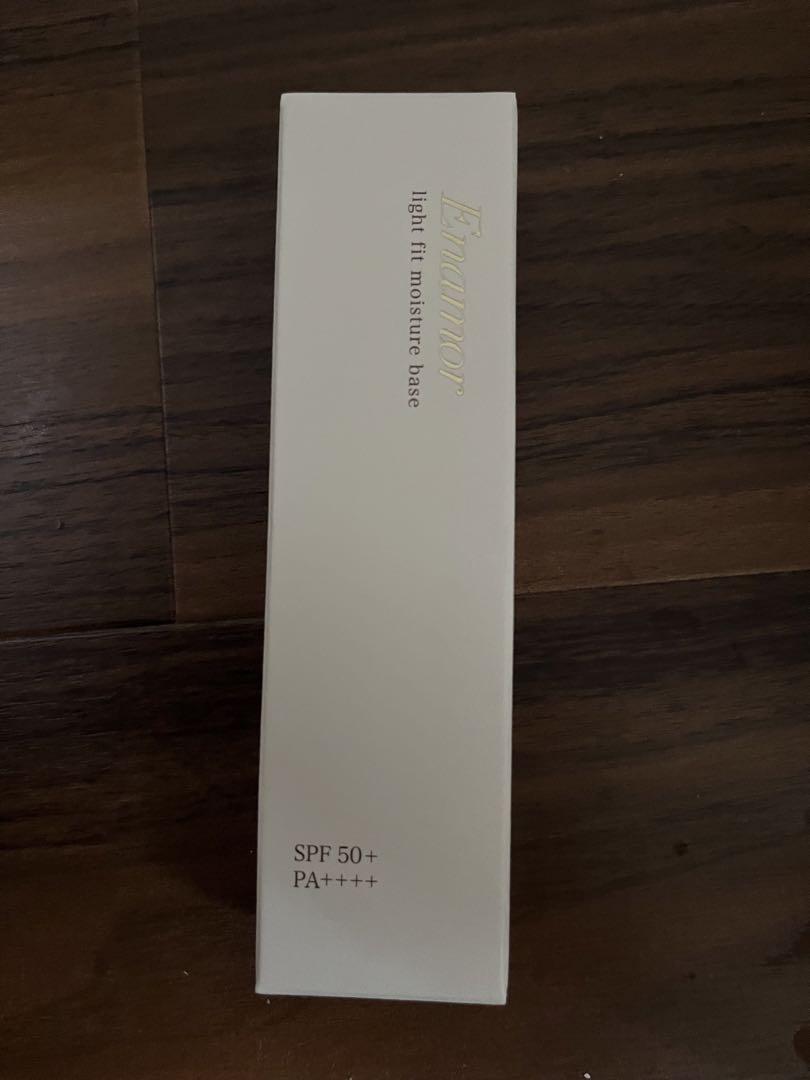 Enamor
light fit moisture base
SPF 50+
PA++++